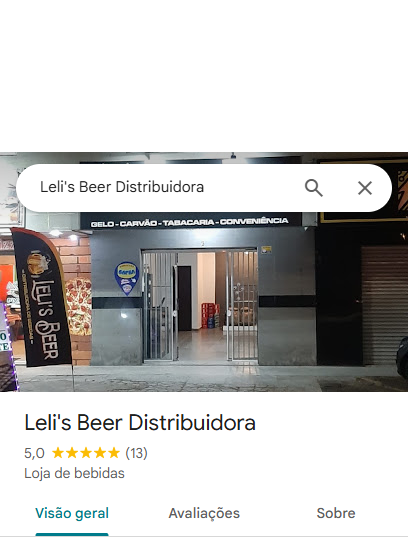 Leli's Beer Distribuidora
GELO - CARVÃO - TABACARIA - CONVENIÊNCIA
LELI'S BEER
Leli's Beer Distribuidora
5,0 ★★★★★ (13)
Loja de bebidas
Visão geral Avaliações Sobre